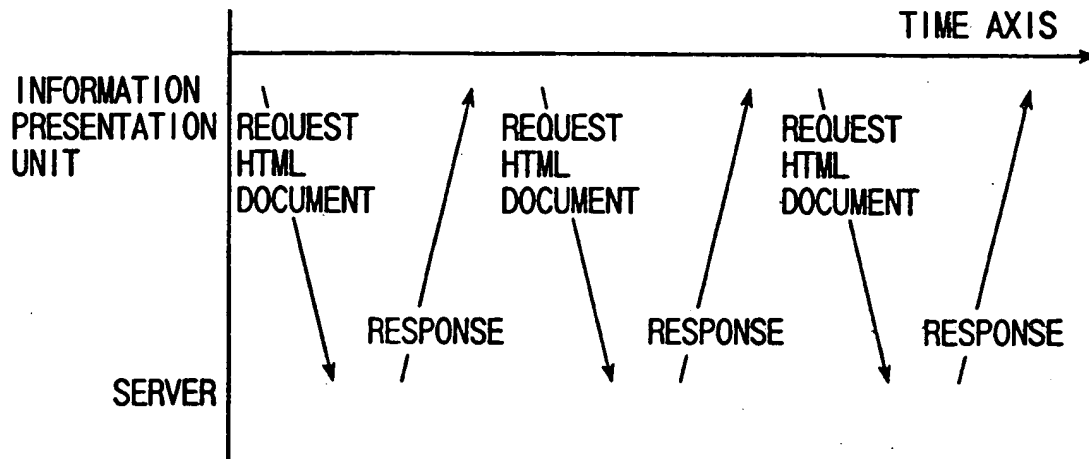 TIME AXIS
INFORMATION
PRESENTATION
UNIT
REQUEST
HTML
DOCUMENT
REQUEST
HTML
DOCUMENT
REQUEST
HTML
DOCUMENT
RESPONSE
RESPONSE
RESPONSE
SERVER